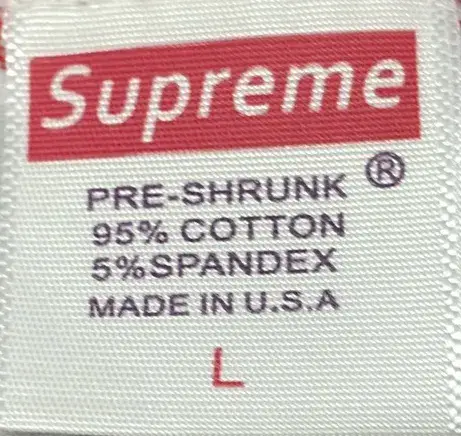 Supreme
PRE-SHRUNK ®
95% COTTON
5%SPANDEX
MADE IN U.S.A
L